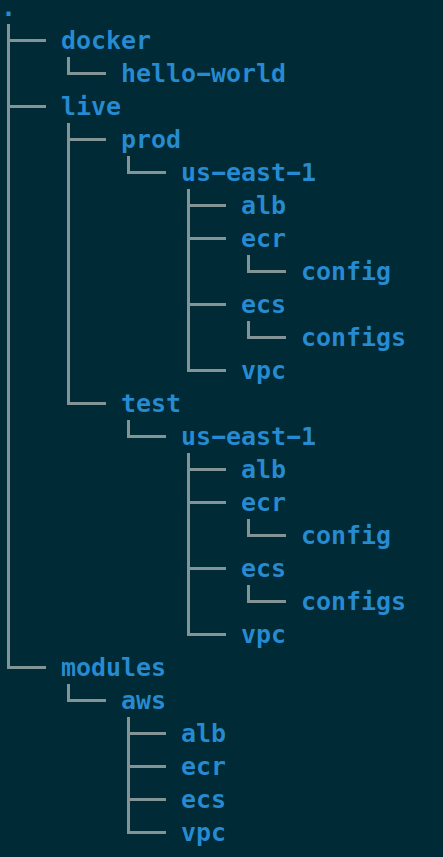 .
├── docker
│   └── hello-world
├── live
│   ├── prod
│   │   └── us-east-1
│   │       ├── alb
│   │       ├── ecr
│   │       │   └── config
│   │       ├── ecs
│   │       │   └── configs
│   │       └── vpc
│   └── test
│       └── us-east-1
│           ├── alb
│           ├── ecr
│           │   └── config
│           ├── ecs
│           │   └── configs
│           └── vpc
└── modules
    └── aws
        ├── alb
        ├── ecr
        ├── ecs
        └── vpc